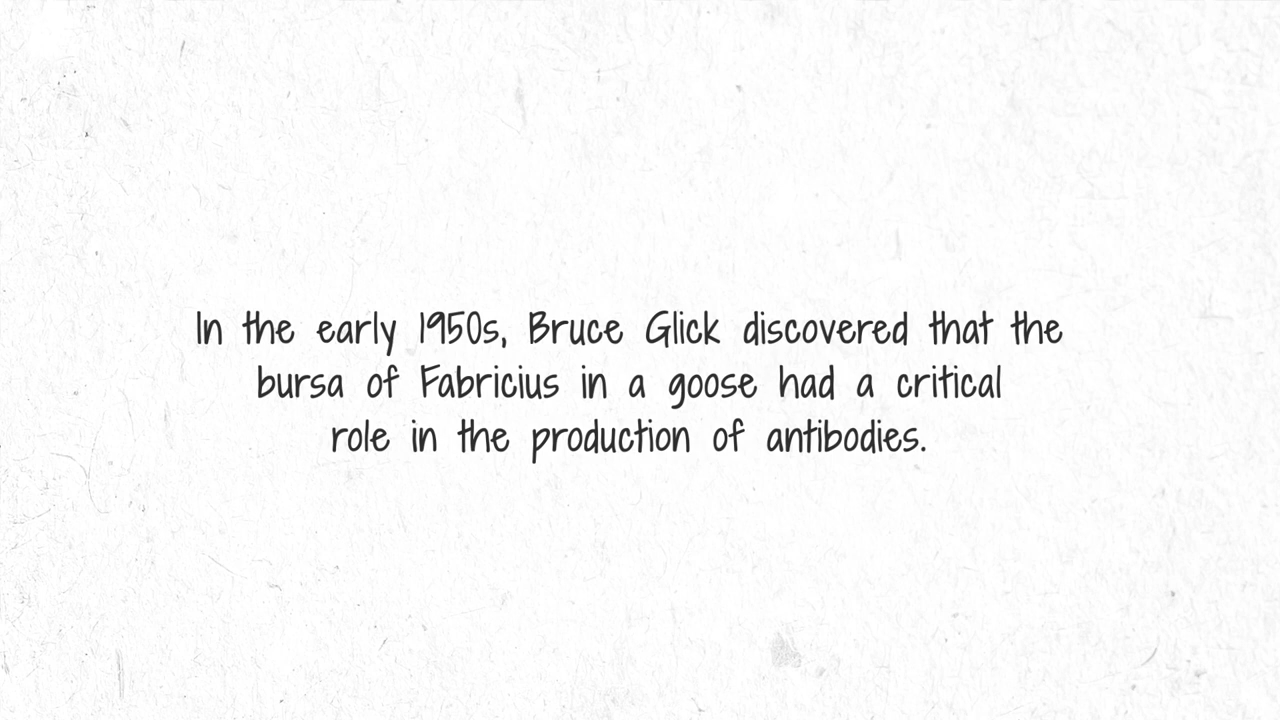 In the early 1950s, Bruce Glick discovered that the
bursa of Fabricius in a goose had a critical
role in the production of antibodies.